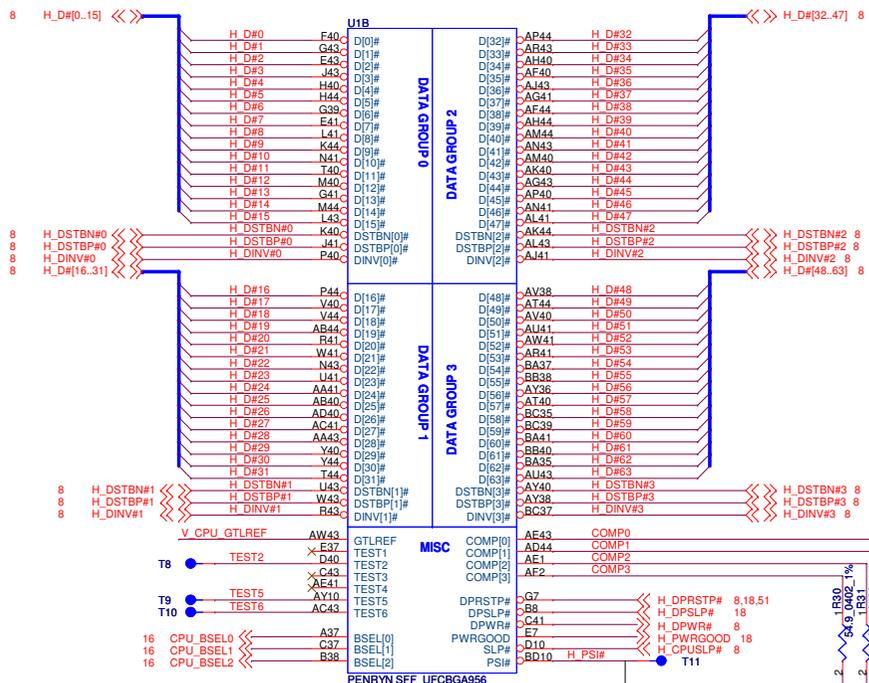 U1B
8 H_D#[0..15] H_D#[32..47] 8
H_D#0 F40 D[0]# D[32]# AP44 H_D#32
H_D#1 G43 D[1]# D[33]# AR43 H_D#33
H_D#2 E43 D[2]# D[34]# AH40 H_D#34
H_D#3 J43 D[3]# D[35]# AF40 H_D#35
H_D#4 H40 D[4]# D[36]# AJ43 H_D#36
H_D#5 H44 D[5]# D[37]# AG41 H_D#37
H_D#6 G39 D[6]# D[38]# AF44 H_D#38
H_D#7 E41 D[7]# D[39]# AH44 H_D#39
H_D#8 L41 D[8]# D[40]# AM44 H_D#40
H_D#9 K44 D[9]# D[41]# AN43 H_D#41
H_D#10 N41 D[10]# D[42]# AM40 H_D#42
H_D#11 T40 D[11]# D[43]# AK40 H_D#43
H_D#12 M40 D[12]# D[44]# AG43 H_D#44
H_D#13 G41 D[13]# D[45]# AP40 H_D#45
H_D#14 M44 D[14]# D[46]# AN41 H_D#46
H_D#15 L43 D[15]# D[47]# AL41 H_D#47
8 H_DSTBN#0 H_DSTBN#0 K40 DSTBN[0]# DSTBN[2]# AK44 H_DSTBN#2 H_DSTBN#2 8
8 H_DSTBP#0 H_DSTBP#0 J41 DSTBP[0]# DSTBP[2]# AL43 H_DSTBP#2 H_DSTBP#2 8
8 H_DINV#0 H_DINV#0 P40 DINV[0]# DINV[2]# AJ41 H_DINV#2 H_DINV#2 8
DATA GROUP 0
DATA GROUP 2
8 H_D#[16..31] H_D#[48..63] 8
H_D#16 P44 D[16]# D[48]# AV38 H_D#48
H_D#17 V40 D[17]# D[49]# AT44 H_D#49
H_D#18 V44 D[18]# D[50]# AV40 H_D#50
H_D#19 AB44 D[19]# D[51]# AU41 H_D#51
H_D#20 R41 D[20]# D[52]# AW41 H_D#52
H_D#21 W41 D[21]# D[53]# AR41 H_D#53
H_D#22 N43 D[22]# D[54]# BA37 H_D#54
H_D#23 U41 D[23]# D[55]# BB38 H_D#55
H_D#24 AA41 D[24]# D[56]# AY36 H_D#56
H_D#25 AB40 D[25]# D[57]# AT40 H_D#57
H_D#26 AD40 D[26]# D[58]# BC35 H_D#58
H_D#27 AC41 D[27]# D[59]# BC39 H_D#59
H_D#28 AA43 D[28]# D[60]# BA41 H_D#60
H_D#29 Y40 D[29]# D[61]# BB40 H_D#61
H_D#30 Y44 D[30]# D[62]# BA35 H_D#62
H_D#31 T44 D[31]# D[63]# AU43 H_D#63
8 H_DSTBN#1 H_DSTBN#1 U43 DSTBN[1]# DSTBN[3]# AY40 H_DSTBN#3 H_DSTBN#3 8
8 H_DSTBP#1 H_DSTBP#1 W43 DSTBP[1]# DSTBP[3]# AY38 H_DSTBP#3 H_DSTBP#3 8
8 H_DINV#1 H_DINV#1 R43 DINV[1]# DINV[3]# BC37 H_DINV#3 H_DINV#3 8
DATA GROUP 1
DATA GROUP 3
V_CPU_GTLREF AW43 GTLREF MISC COMP[0] AE43 COMP0
E37 TEST1 COMP[1] AD44 COMP1
T8 TEST2 D40 TEST2 COMP[2] AE1 COMP2
C43 TEST3 COMP[3] AF2 COMP3
AE41 TEST4
T9 TEST5 AY10 TEST5 DPRSTP# G7 H_DPRSTP# 8,18,51
T10 TEST6 AC43 TEST6 DPSLP# B8 H_DPSLP# 18
DPWR# C41 H_DPWR# 8
16 CPU_BSEL0 A37 BSEL[0] PWRGOOD E7 H_PWRGOOD 18
16 CPU_BSEL1 C37 BSEL[1] SLP# D10 H_CPUSLP# 8
16 CPU_BSEL2 B38 BSEL[2] PSI# BD10 H_PSI# T11
PENRYN SFF_UFCBGA956
1 R30 54.9_0402_1% 2
1 R31 2